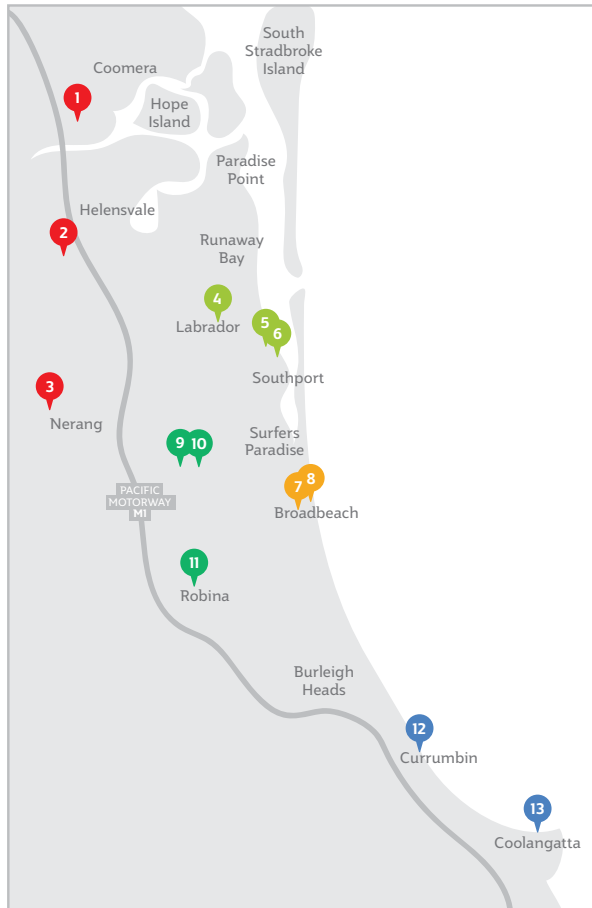 South
Stradbroke
Island
Coomera
1
Hope
Island
Paradise
Point
Helensvale
2
Runaway
Bay
4
Labrador
5
6
Southport
3
Nerang
Surfers
Paradise
9
10
8
7
Broadbeach
PACIFIC
MOTORWAY
M1
11
Robina
Burleigh
Heads
12
Currumbin
13
Coolangatta